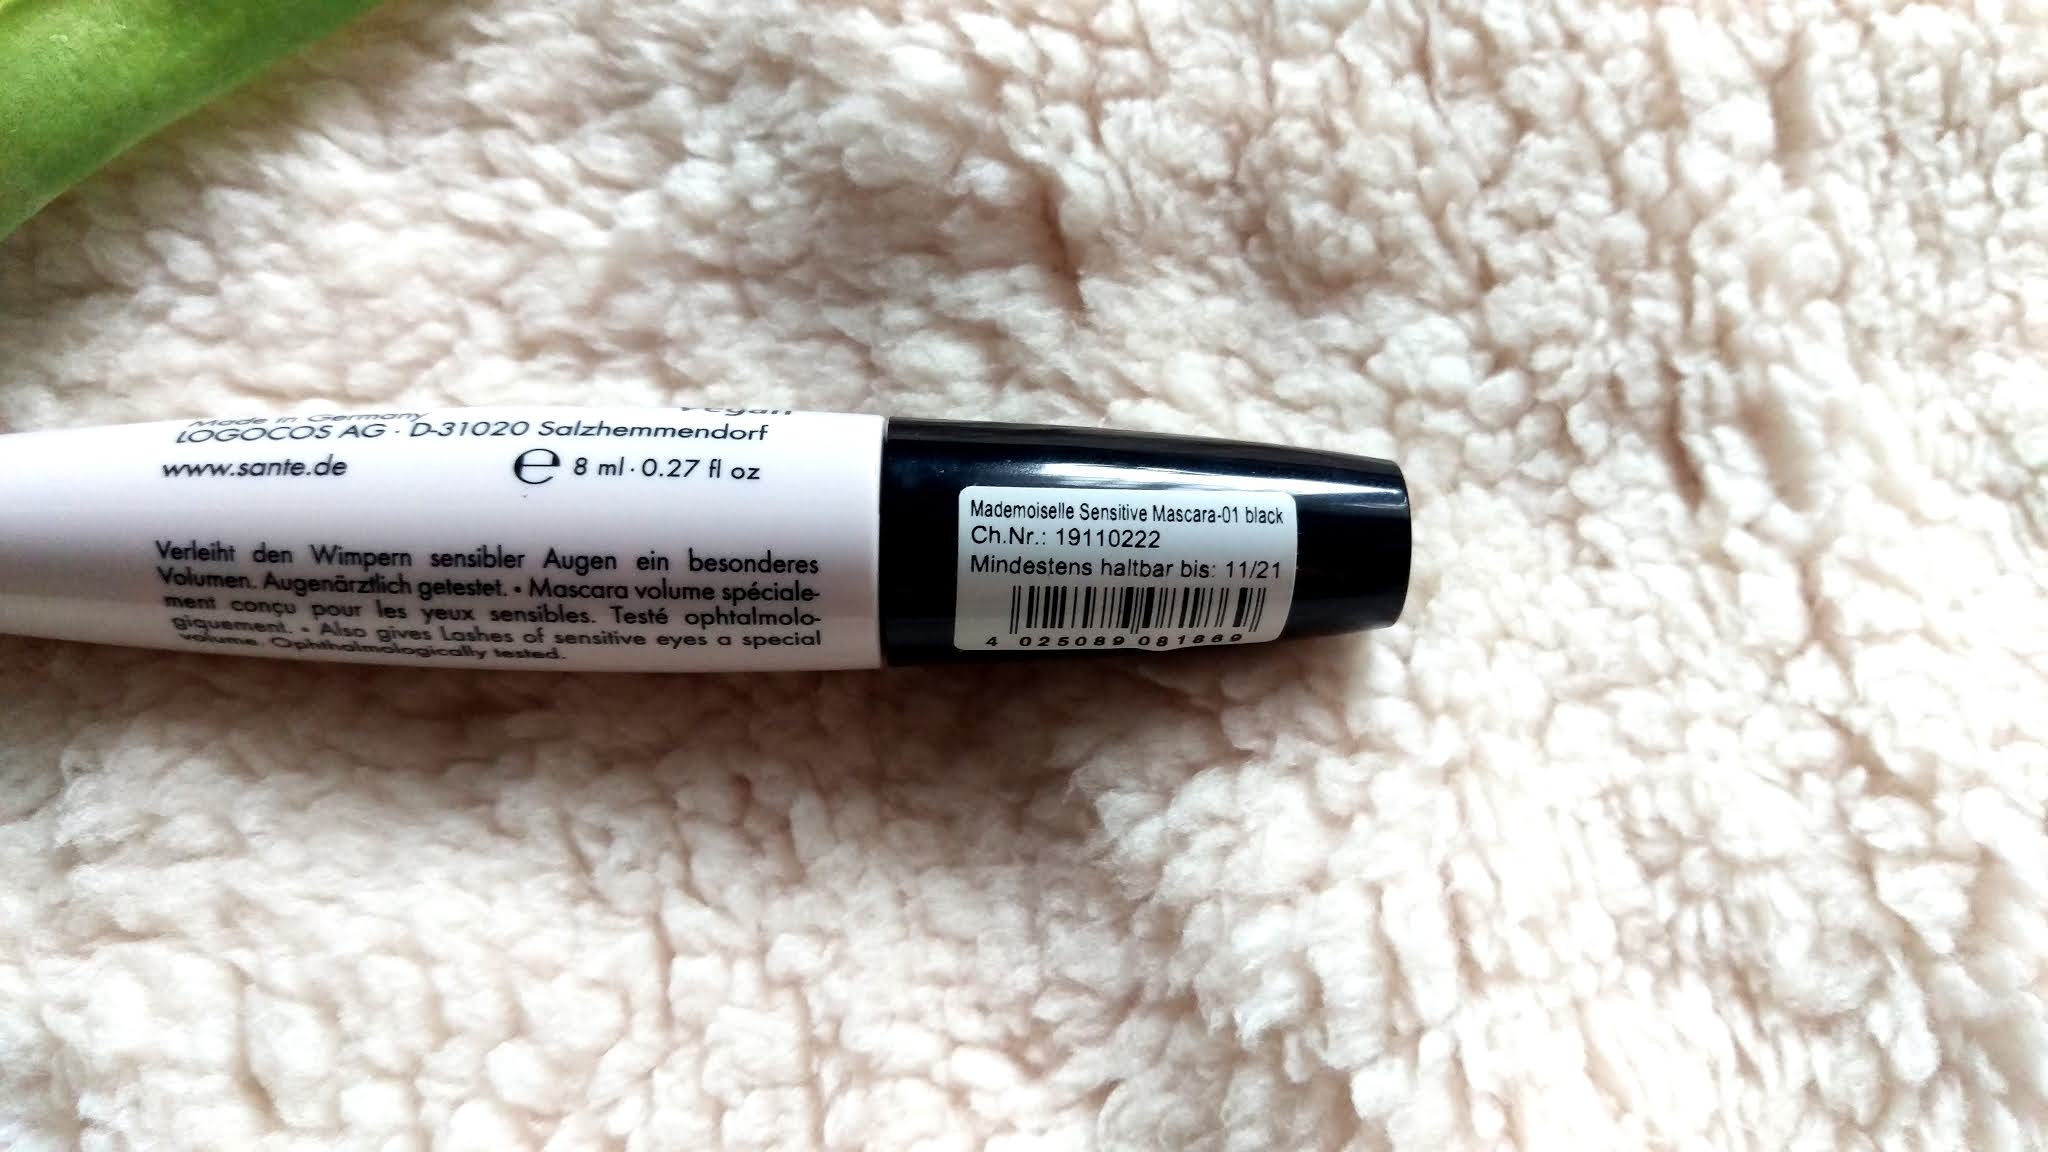 Made in Germany
Vegan
LOGOCOS AG · D-31020 Salzhemmendorf
www.sante.de
℮ 8 ml · 0.27 fl oz
Verleiht den Wimpern sensibler Augen ein besonderes
Volumen. Augenärztlich getestet. • Mascara volume spéciale-
ment conçu pour les yeux sensibles. Testé ophtalmolo-
giquement. • Also gives Lashes of sensitive eyes a special
volume. Ophthalmologically tested.
Mademoiselle Sensitive Mascara-01 black
Ch.Nr.: 19110222
Mindestens haltbar bis: 11/21
4 025089 081869